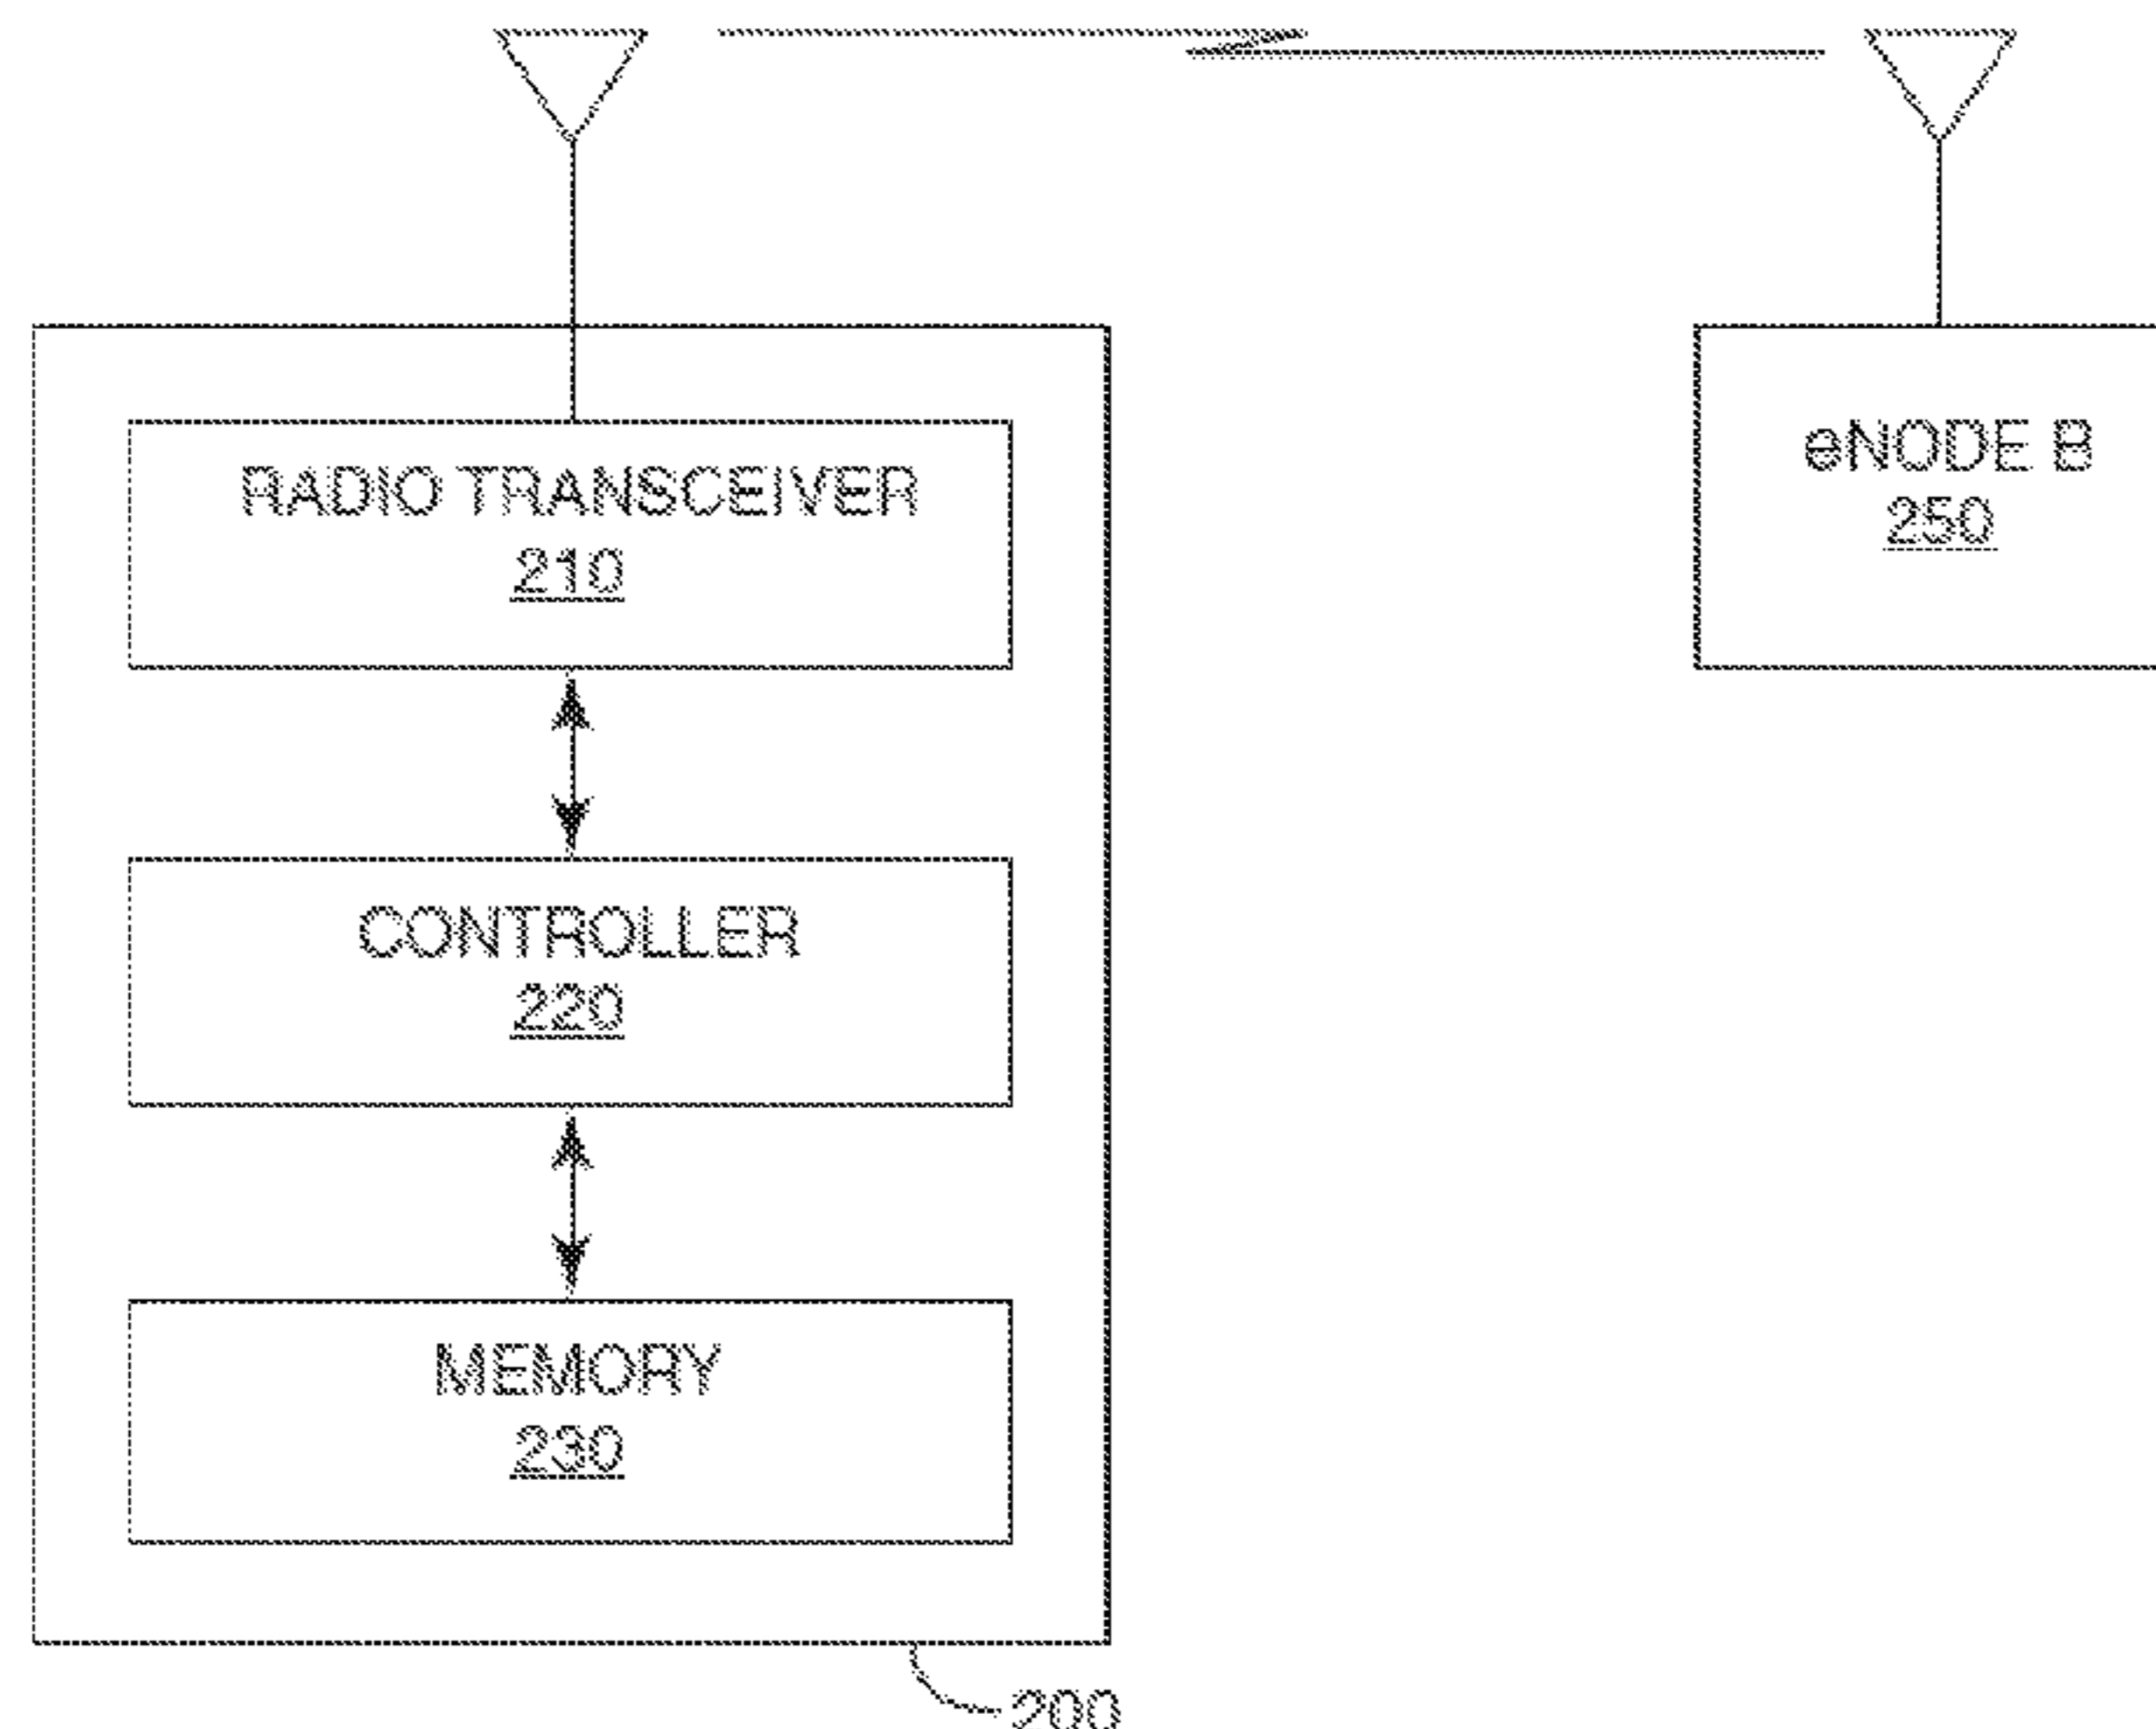 RADIO TRANSCEIVER
210
eNODE B
250
CONTROLLER
220
MEMORY
230
200